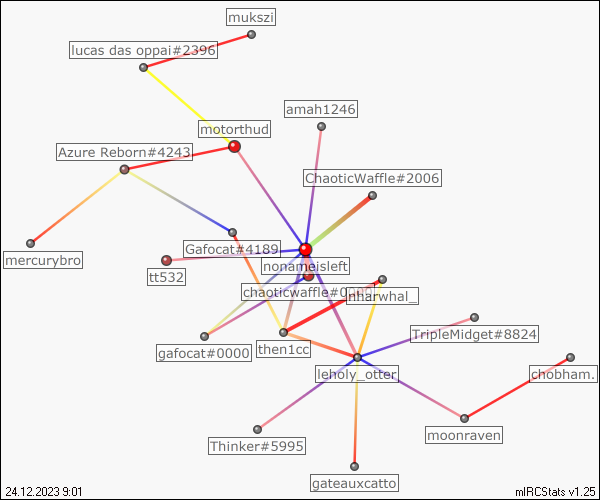 mukszi
lucas das oppai#2396
amah1246
motorthud
Azure Reborn#4243
ChaoticWaffle#2006
Gafocat#4189
mercurybro
nonameisleft
tt532
chaoticwaffle#0
nharwhal_
TripleMidget#8824
gafocat#0000
then1cc
leholy_otter
chobham.
moonraven
Thinker#5995
gateauxcatto
24.12.2023 9:01
mIRCStats v1.25